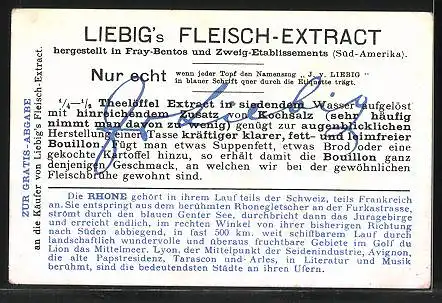 LIEBIG's FLEISCH-EXTRACT
hergestellt in Fray-Bentos und Zweig-Etablissements (Süd-Amerika).
Nur echt wenn jeder Topf den Namenszug „J. v. LIEBIG“
in blauer Schrift quer durch die Etiquette trägt.
¼—½ Theelöffel Extract in siedendem Wasser aufgelöst
mit hinreichendem Zusatz von Kochsalz (sehr häufig
nimmt man davon zu wenig) genügt zur augenblicklichen
Herstellung einer Tasse kräftiger klarer, fett- und leimfreier
Bouillon. Fügt man etwas Suppenfett, etwas Brod oder eine
gekochte Kartoffel hinzu, so erhält damit die Bouillon ganz
denjenigen Geschmack, an welchen wir bei der gewöhnlichen
Fleischbrühe gewohnt sind.
Die RHONE gehört in ihrem Lauf teils der Schweiz, teils Frankreich
an. Sie entspringt aus dem berühmten Rhonegletscher an der Furkastrasse,
strömt durch den blauen Genfer See, durchbricht dann das Juragebirge
und erreicht endlich, im rechten Winkel von ihrer bisherigen Richtung
nach Süden abbiegend, in fast 500 km. weit schiffbarem Lauf durch
landschaftlich wundervolle und überaus fruchtbare Gebiete im Golf du
Lion das Mittelmeer. Lyon, der Mittelpunkt der Seidenindustrie, Avignon,
die alte Papstresidenz, Tarascon und Arles, in Literatur und Musik
berühmt, sind die bedeutendsten Städte an ihren Ufern.
ZUR GRATIS-ABGABE
an die Käufer von Liebig's Fleisch-Extract.
J. v. Liebig